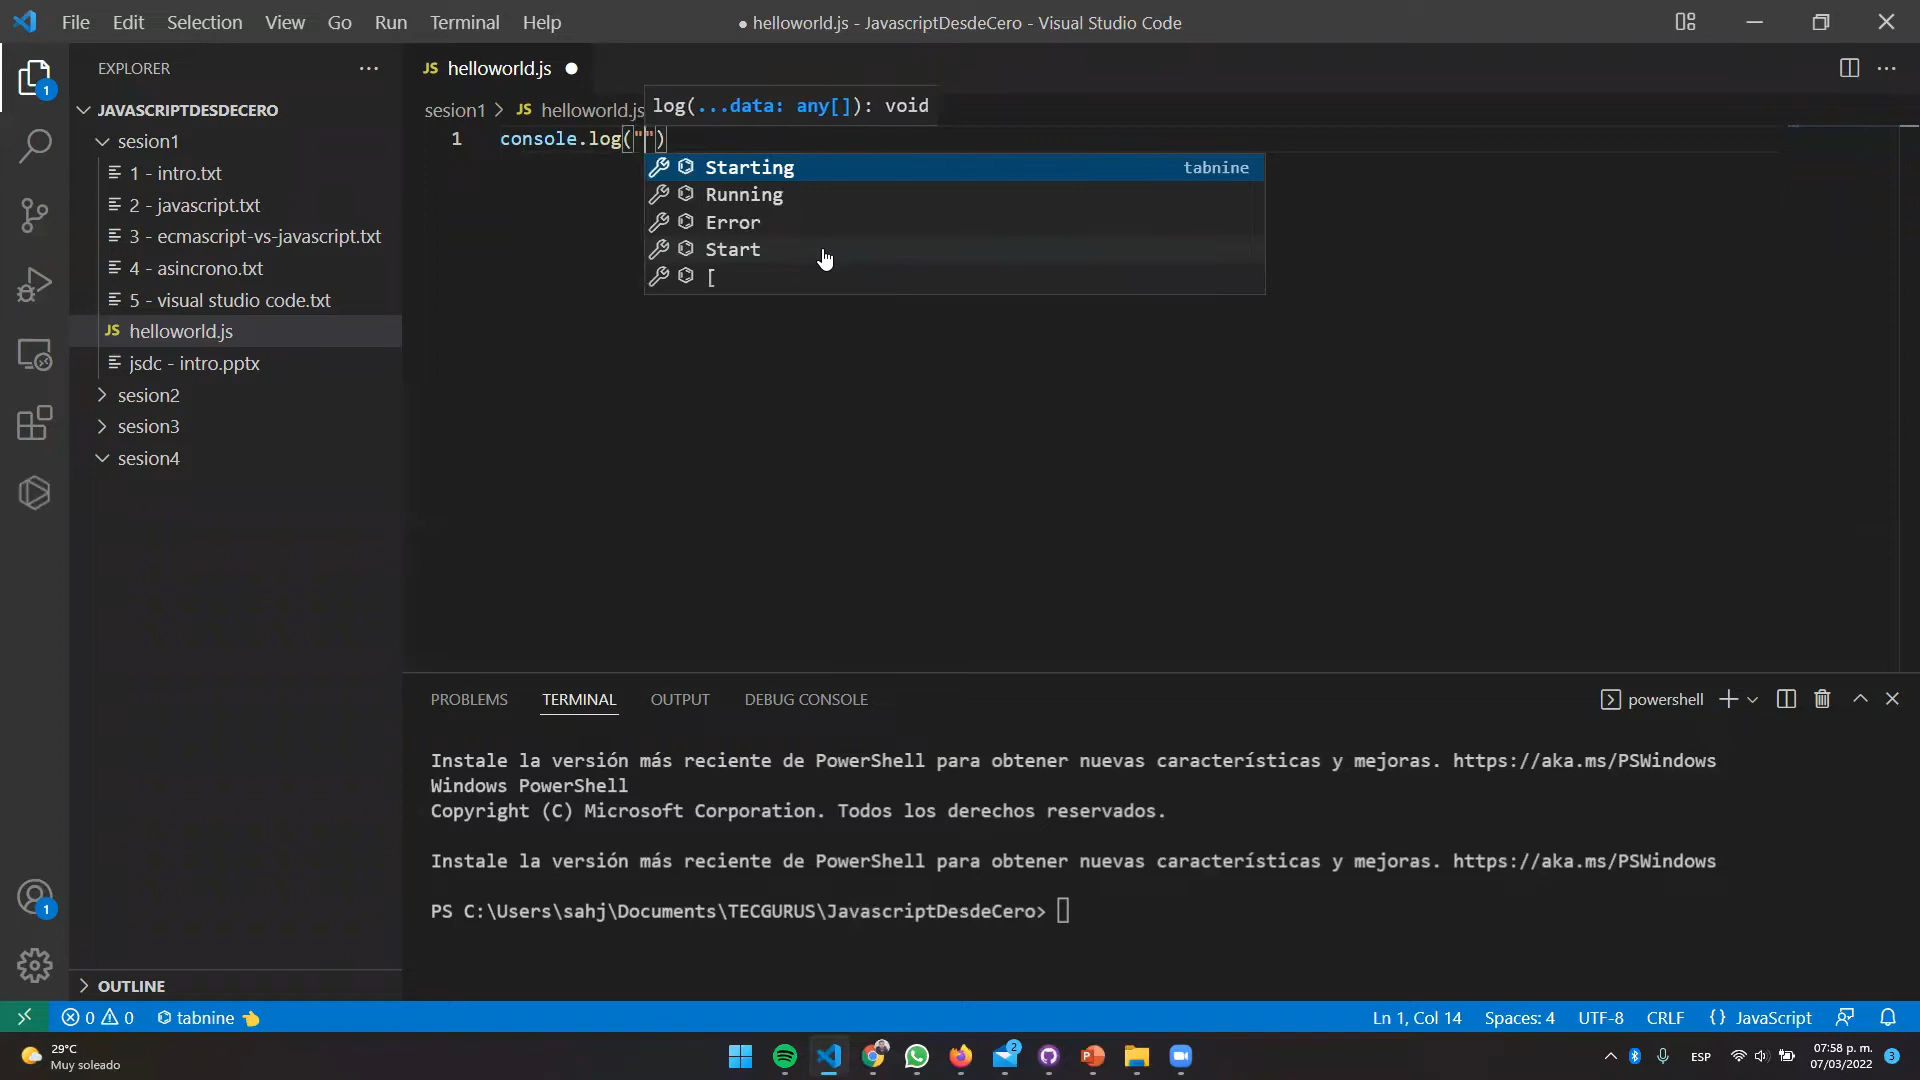 File Edit Selection View Go Run Terminal Help
● helloworld.js - JavascriptDesdeCero - Visual Studio Code
EXPLORER
JAVASCRIPTDESDECERO
sesion1
1 - intro.txt
2 - javascript.txt
3 - ecmascript-vs-javascript.txt
4 - asincrono.txt
5 - visual studio code.txt
JS helloworld.js
jsdc - intro.pptx
sesion2
sesion3
sesion4
OUTLINE
1
1
JS helloworld.js ●
sesion1 > JS helloworld.js
log(...data: any[]): void
1 console.log("")
Starting tabnine
Running
Error
Start
[
PROBLEMS TERMINAL OUTPUT DEBUG CONSOLE
powershell
Instale la versión más reciente de PowerShell para obtener nuevas características y mejoras. https://aka.ms/PSWindows
Windows PowerShell
Copyright (C) Microsoft Corporation. Todos los derechos reservados.
Instale la versión más reciente de PowerShell para obtener nuevas características y mejoras. https://aka.ms/PSWindows
PS C:\Users\sahj\Documents\TECGURUS\JavascriptDesdeCero>
0 0 tabnine 👈
Ln 1, Col 14 Spaces: 4 UTF-8 CRLF {} JavaScript
29°C
Muy soleado
2
ESP
07:58 p. m.
07/03/2022
3